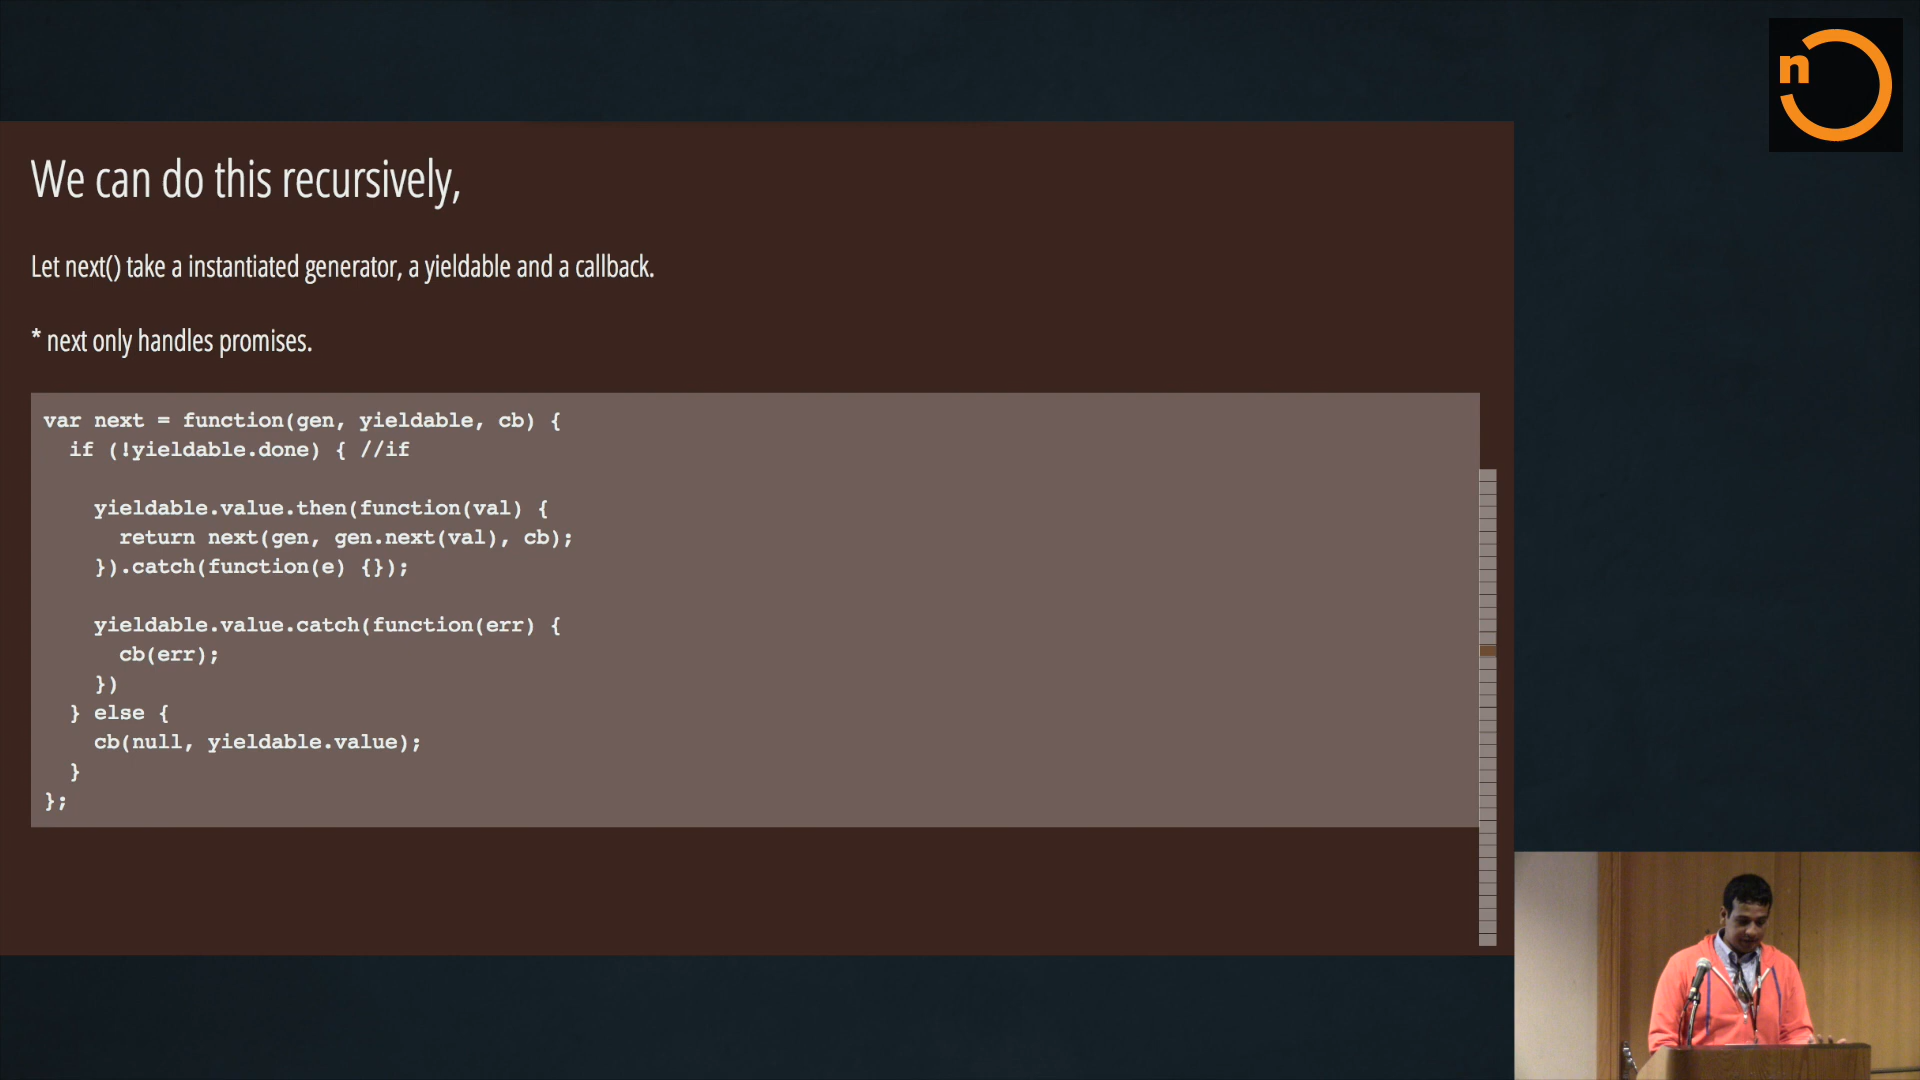 n
We can do this recursively,
Let next() take a instantiated generator, a yieldable and a callback.
* next only handles promises.
var next = function(gen, yieldable, cb) {
  if (!yieldable.done) { //if
    yieldable.value.then(function(val) {
      return next(gen, gen.next(val), cb);
    }).catch(function(e) {});
    yieldable.value.catch(function(err) {
      cb(err);
    })
  } else {
    cb(null, yieldable.value);
  }
};